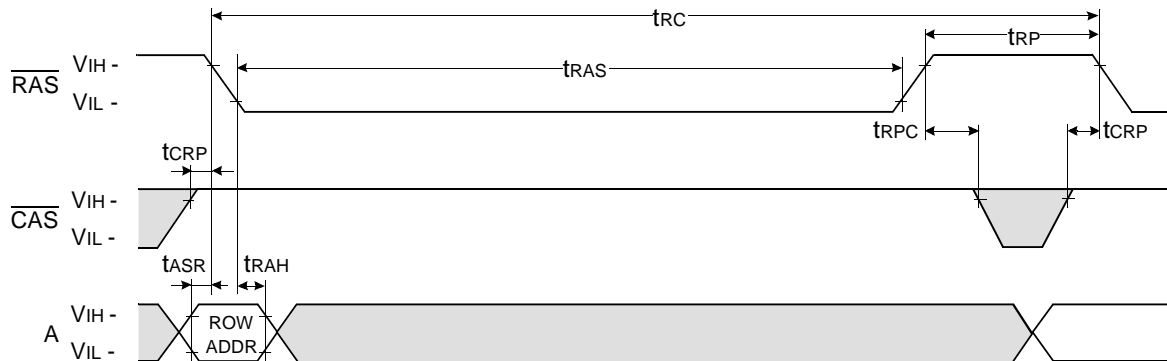 tRC
tRP
VIH -
RAS
tRAS
VIL -
tRPC
tCRP
tCRP
VIH -
CAS
VIL -
tASR
tRAH
VIH -
ROW
A
ADDR
VIL -